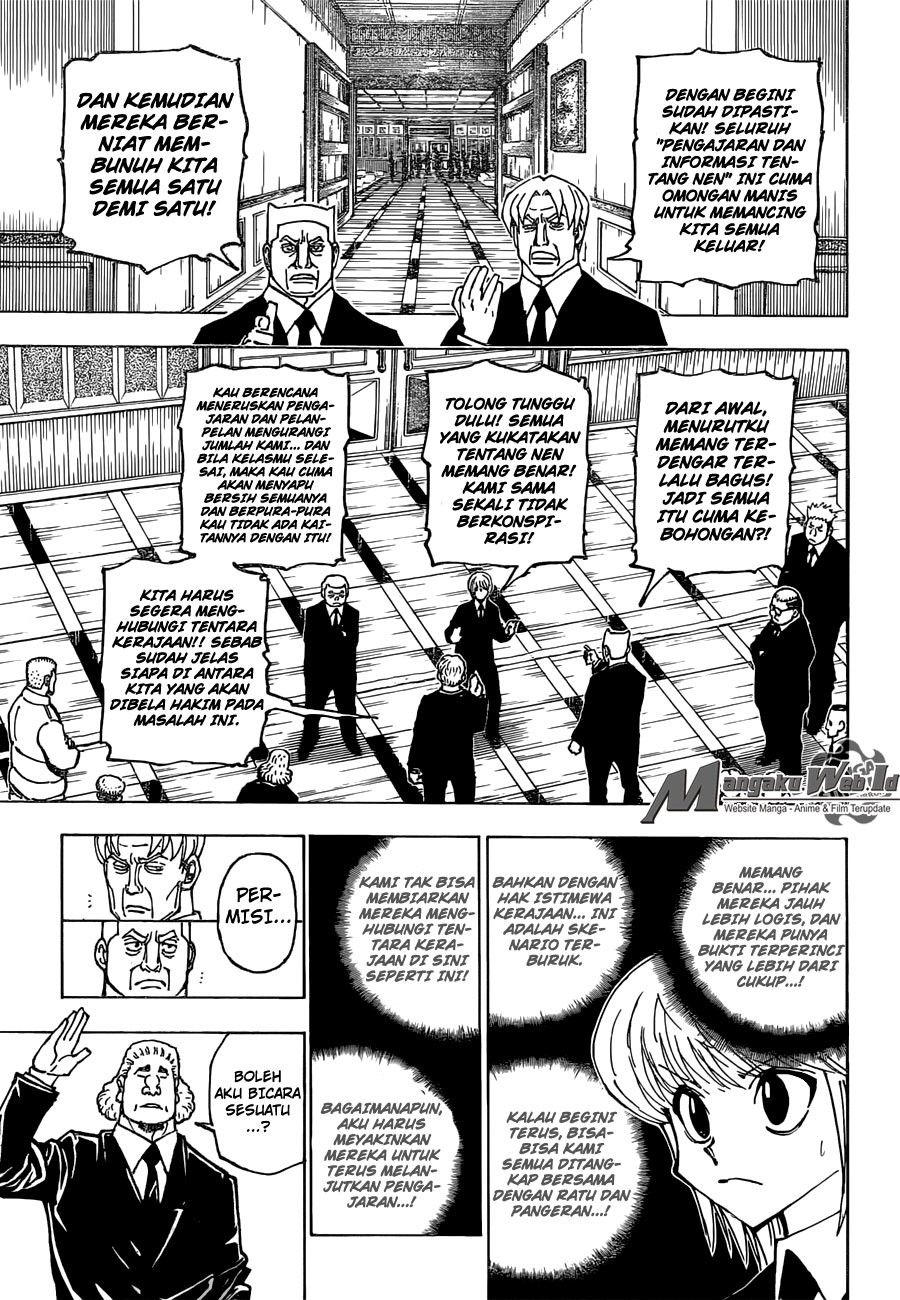 DENGAN BEGINI
SUDAH DIPASTI-
KAN! SELURUH
"PENGAJARAN DAN
INFORMASI TEN-
TANG NEN" INI CUMA
OMONGAN MANIS
UNTUK MEMANCING
KITA SEMUA
KELUAR!
DAN KEMUDIAN
MEREKA BER-
NIAT MEM-
BUNUH KITA
SEMUA SATU
DEMI SATU!
DARI AWAL,
MENURUTKU
MEMANG TER-
DENGAR TER-
LALU BAGUS!
JADI SEMUA
ITU CUMA KE-
BOHONGAN?!
TOLONG TUNGGU
DULU! SEMUA
YANG KUKATAKAN
TENTANG NEN
MEMANG BENAR!
KAMI SAMA
SEKALI TIDAK
BERKONSPI-
RASI!
KAU BERENCANA
MENERUSKAN PENGA-
JARAN DAN PELAN-
PELAN MENGURANGI
JUMLAH KAMI... DAN
BILA KELASMU SELE-
SAI, MAKA KAU CUMA
AKAN MENYAPU
BERSIH SEMUANYA
DAN BERPURA-PURA
KAU TIDAK ADA KAI-
TANNYA DENGAN ITU!
KITA HARUS
SEGERA MENG-
HUBUNGI TENTARA
KERAJAAN!! SEBAB
SUDAH JELAS
SIAPA DI ANTARA
KITA YANG AKAN
DIBELA HAKIM PADA
MASALAH INI.
Mangaku Web.Id
Website Manga - Anime & Film Terupdate
MEMANG
BENAR... PIHAK
MEREKA JAUH
LEBIH LOGIS, DAN
MEREKA PUNYA
BUKTI TERPERINCI
YANG LEBIH DARI
CUKUP...!
BAHKAN DENGAN
HAK ISTIMEWA
KERAJAAN... INI
ADALAH SKE-
NARIO TER-
BURUK.
KALAU BEGINI
TERUS, BISA-
BISA KAMI
SEMUA DITANG-
KAP BERSAMA
DENGAN RATU DAN
PANGERAN...!
KAMI TAK BISA
MEMBIARKAN
MEREKA MENG-
HUBUNGI TEN-
TARA KERA-
JAAN DI SINI
SEPERTI INI!
BAGAIMANAPUN,
AKU HARUS
MEYAKINKAN
MEREKA UNTUK
TERUS MELAN-
JUTKAN PENGA-
JARAN...!
PER-
MISI...
BOLEH
AKU BICARA
SESUATU
...?